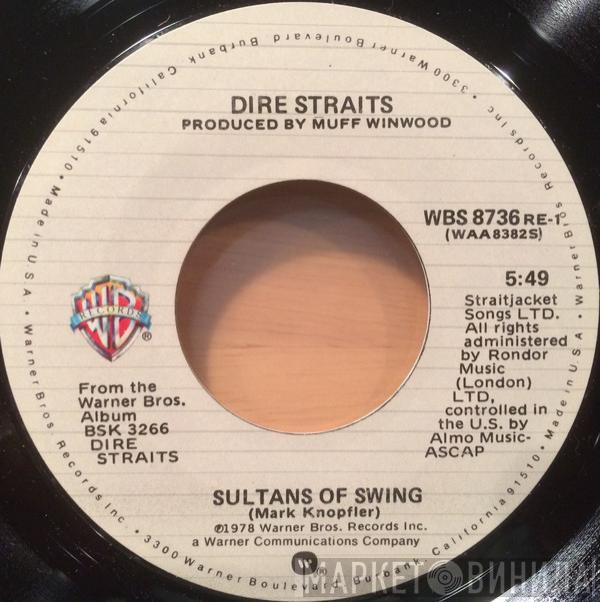 DIRE STRAITS
PRODUCED BY MUFF WINWOOD
WBS 8736 RE-1
(WAA8382S)
5:49
Straitjacket
Songs LTD.
All rights
administered
by Rondor
Music
(London)
LTD,
controlled in
the U.S. by
Almo Music-
ASCAP
WB
RECORDS
®
From the
Warner Bros.
Album
BSK 3266
DIRE
STRAITS
SULTANS OF SWING
(Mark Knopfler)
℗1978 Warner Bros. Records Inc.
a Warner Communications Company
Warner Bros. Records Inc. • 3300 Warner Boulevard Burbank, California 91510 • Made in U.S.A. •
Warner Bros. Records Inc. • 3300 Warner Boulevard Burbank, California 91510 • Made in U.S.A. •
МАРКЕТ ВИНИЛА